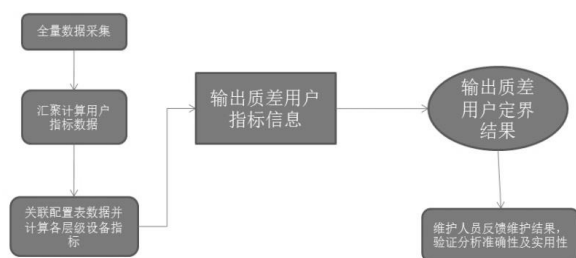 全量数据采集
汇聚计算用户
指标数据
关联配置表数据并
计算各层级设备指
标
输出质差用户
指标信息
输出质差
用户定界
结果
维护人员反馈维护结果，
验证分析准确性及实用性